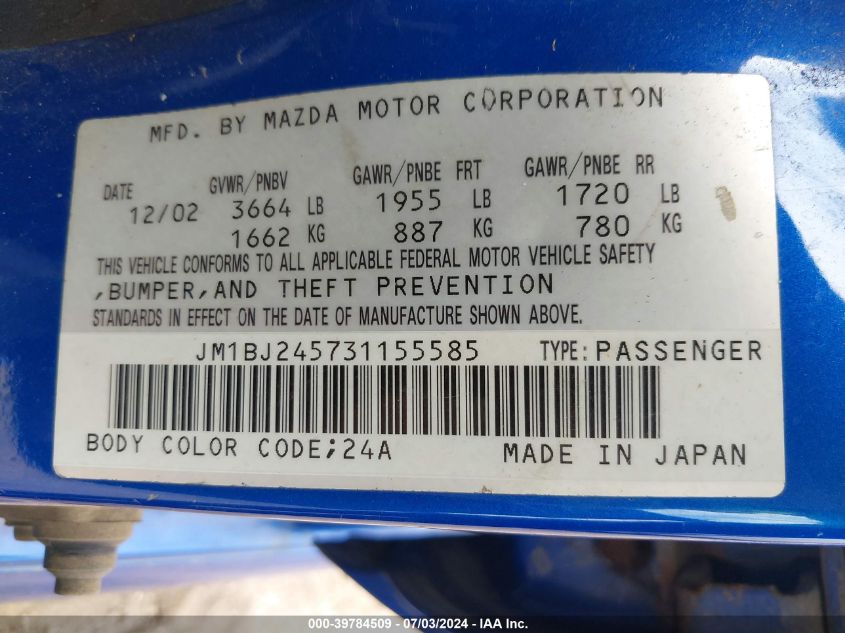 MFD. BY MAZDA MOTOR CORPORATION
DATE GVWR/PNBV GAWR/PNBE FRT GAWR/PNBE RR
12/02 3664 LB 1955 LB 1720 LB
1662 KG 887 KG 780 KG
THIS VEHICLE CONFORMS TO ALL APPLICABLE FEDERAL MOTOR VEHICLE SAFETY
,BUMPER,AND THEFT PREVENTION
STANDARDS IN EFFECT ON THE DATE OF MANUFACTURE SHOWN ABOVE.
JM1BJ245731155585 TYPE:PASSENGER
BODY COLOR CODE;24A MADE IN JAPAN
000-39784509 - 07/03/2024 - IAA Inc.